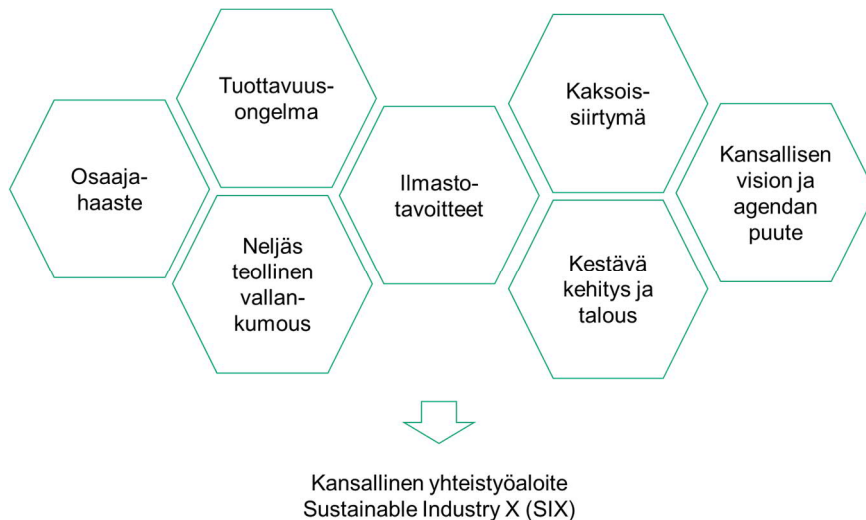 Tuottavuus-
ongelma
Kaksois-
siirtymä
Osaaja-
haaste
Ilmasto-
tavoitteet
Kansallisen
vision ja
agendan
puute
Neljäs
teollinen
vallan-
kumous
Kestävä
kehitys ja
talous
Kansallinen yhteistyöaloite
Sustainable Industry X (SIX)